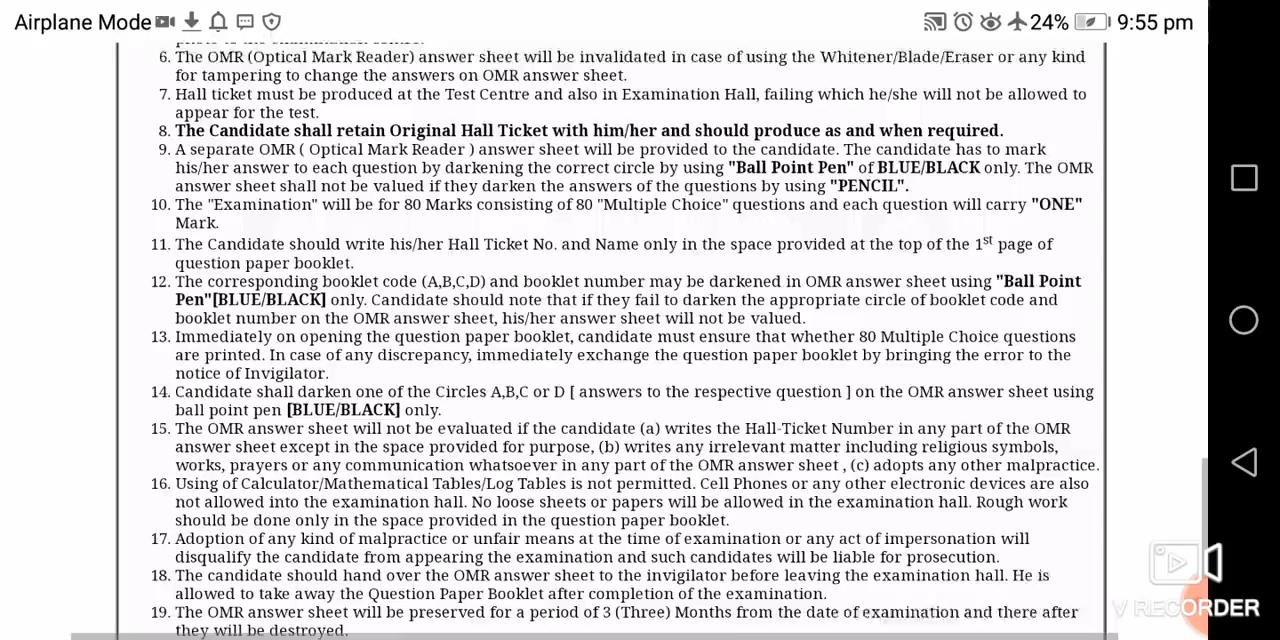 Airplane Mode 24% 9:55 pm
photo to the examination centre.
6. The OMR (Optical Mark Reader) answer sheet will be invalidated in case of using the Whitener/Blade/Eraser or any kind
for tampering to change the answers on OMR answer sheet.
7. Hall ticket must be produced at the Test Centre and also in Examination Hall, failing which he/she will not be allowed to
appear for the test.
8. The Candidate shall retain Original Hall Ticket with him/her and should produce as and when required.
9. A separate OMR ( Optical Mark Reader ) answer sheet will be provided to the candidate. The candidate has to mark
his/her answer to each question by darkening the correct circle by using "Ball Point Pen" of BLUE/BLACK only. The OMR
answer sheet shall not be valued if they darken the answers of the questions by using "PENCIL".
10. The "Examination" will be for 80 Marks consisting of 80 "Multiple Choice" questions and each question will carry "ONE"
Mark.
11. The Candidate should write his/her Hall Ticket No. and Name only in the space provided at the top of the 1st page of
question paper booklet.
12. The corresponding booklet code (A,B,C,D) and booklet number may be darkened in OMR answer sheet using "Ball Point
Pen"[BLUE/BLACK] only. Candidate should note that if they fail to darken the appropriate circle of booklet code and
booklet number on the OMR answer sheet, his/her answer sheet will not be valued.
13. Immediately on opening the question paper booklet, candidate must ensure that whether 80 Multiple Choice questions
are printed. In case of any discrepancy, immediately exchange the question paper booklet by bringing the error to the
notice of Invigilator.
14. Candidate shall darken one of the Circles A,B,C or D [ answers to the respective question ] on the OMR answer sheet using
ball point pen [BLUE/BLACK] only.
15. The OMR answer sheet will not be evaluated if the candidate (a) writes the Hall-Ticket Number in any part of the OMR
answer sheet except in the space provided for purpose, (b) writes any irrelevant matter including religious symbols,
works, prayers or any communication whatsoever in any part of the OMR answer sheet , (c) adopts any other malpractice.
16. Using of Calculator/Mathematical Tables/Log Tables is not permitted. Cell Phones or any other electronic devices are also
not allowed into the examination hall. No loose sheets or papers will be allowed in the examination hall. Rough work
should be done only in the space provided in the question paper booklet.
17. Adoption of any kind of malpractice or unfair means at the time of examination or any act of impersonation will
disqualify the candidate from appearing the examination and such candidates will be liable for prosecution.
18. The candidate should hand over the OMR answer sheet to the invigilator before leaving the examination hall. He is
allowed to take away the Question Paper Booklet after completion of the examination.
19. The OMR answer sheet will be preserved for a period of 3 (Three) Months from the date of examination and there after
they will be destroyed.
V RECORDER